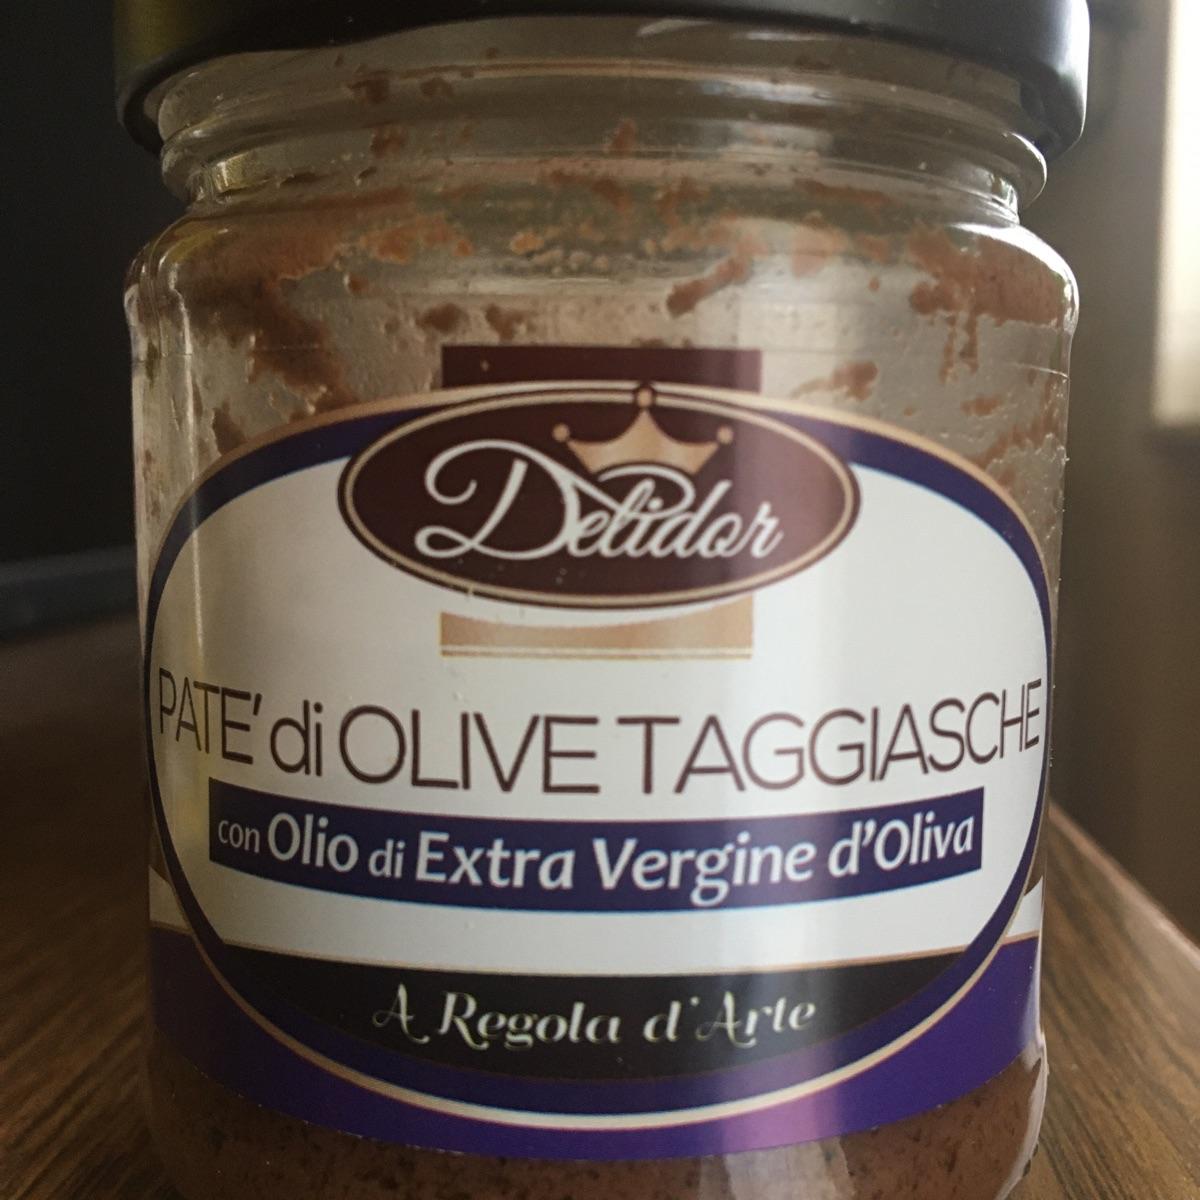 Delidor
PATE' di OLIVE TAGGIASCHE
con Olio di Extra Vergine d'Oliva
A Regola d'Arte